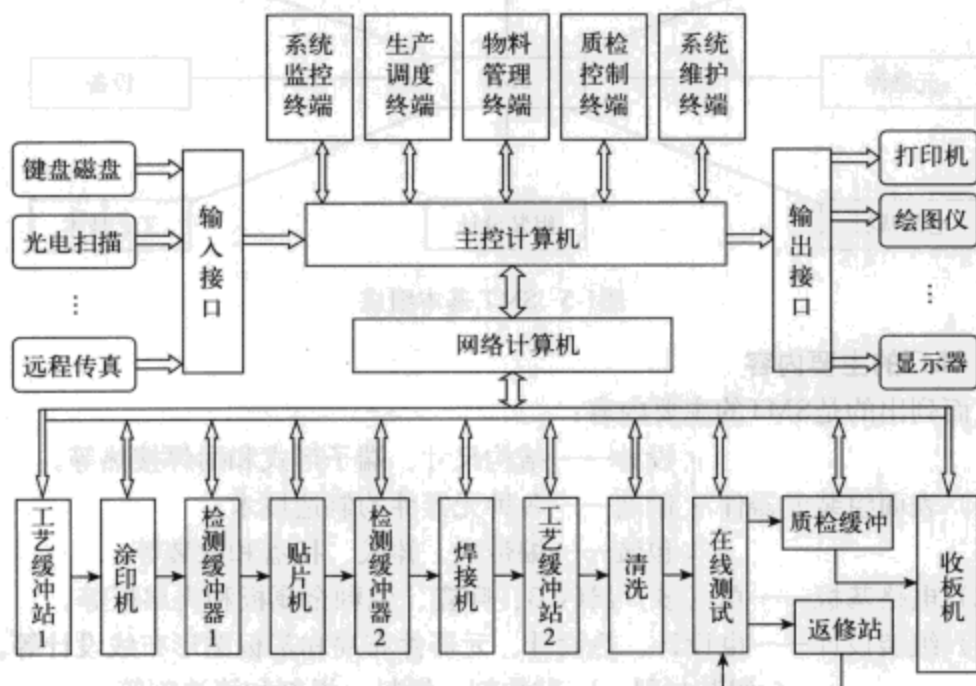 系统监控终端
生产调度终端
物料管理终端
质检控制终端
系统维护终端
键盘磁盘
光电扫描
⋮
远程传真
输入接口
主控计算机
网络计算机
输出接口
打印机
绘图仪
⋮
显示器
工艺缓冲站1
涂印机
检测缓冲器1
贴片机
检测缓冲器2
焊接机
工艺缓冲站2
清洗
在线测试
质检缓冲
返修站
收板机